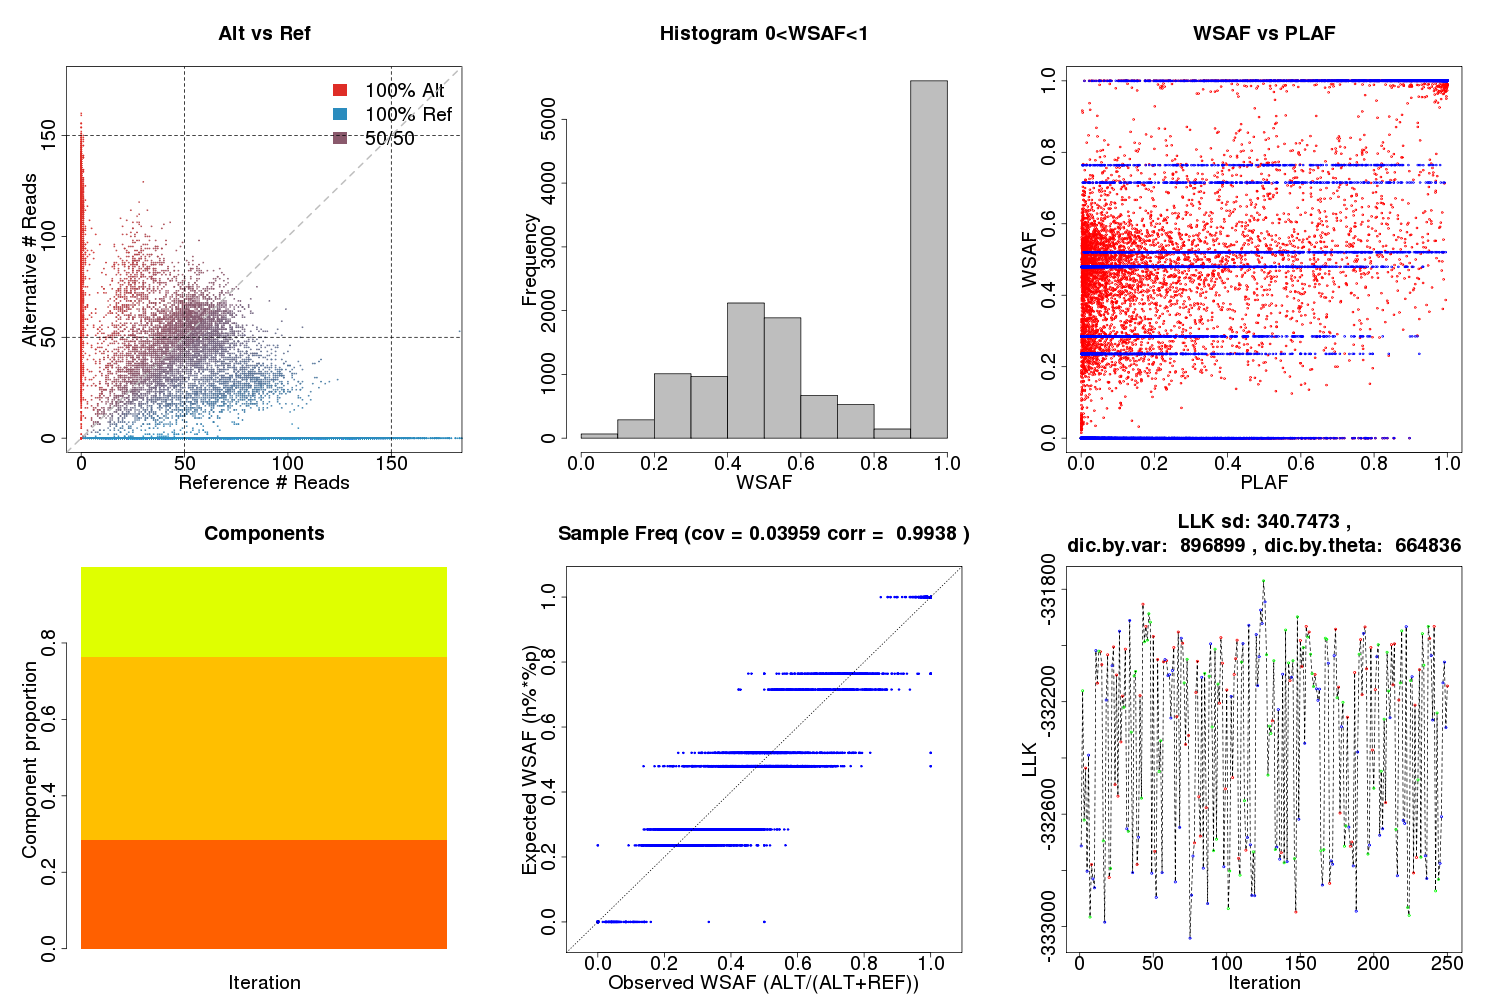 Alt vs Ref
100% Alt
100% Ref
50/50
Alternative # Reads
0
50
100
150
0
50
100
150
Reference # Reads
Histogram 0<WSAF<1
Frequency
0
1000
2000
3000
4000
5000
0.0
0.2
0.4
0.6
0.8
1.0
WSAF
WSAF vs PLAF
WSAF
0.0
0.2
0.4
0.6
0.8
1.0
0.0
0.2
0.4
0.6
0.8
1.0
PLAF
Components
Component proportion
0.0
0.2
0.4
0.6
0.8
Iteration
Sample Freq (cov = 0.03959 corr =  0.9938 )
Expected WSAF (h%*%p)
0.0
0.2
0.4
0.6
0.8
1.0
0.0
0.2
0.4
0.6
0.8
1.0
Observed WSAF (ALT/(ALT+REF))
LLK sd: 340.7473 ,
dic.by.var:  896899 , dic.by.theta:  664836
LLK
-333000
-332600
-332200
-331800
0
50
100
150
200
250
Iteration